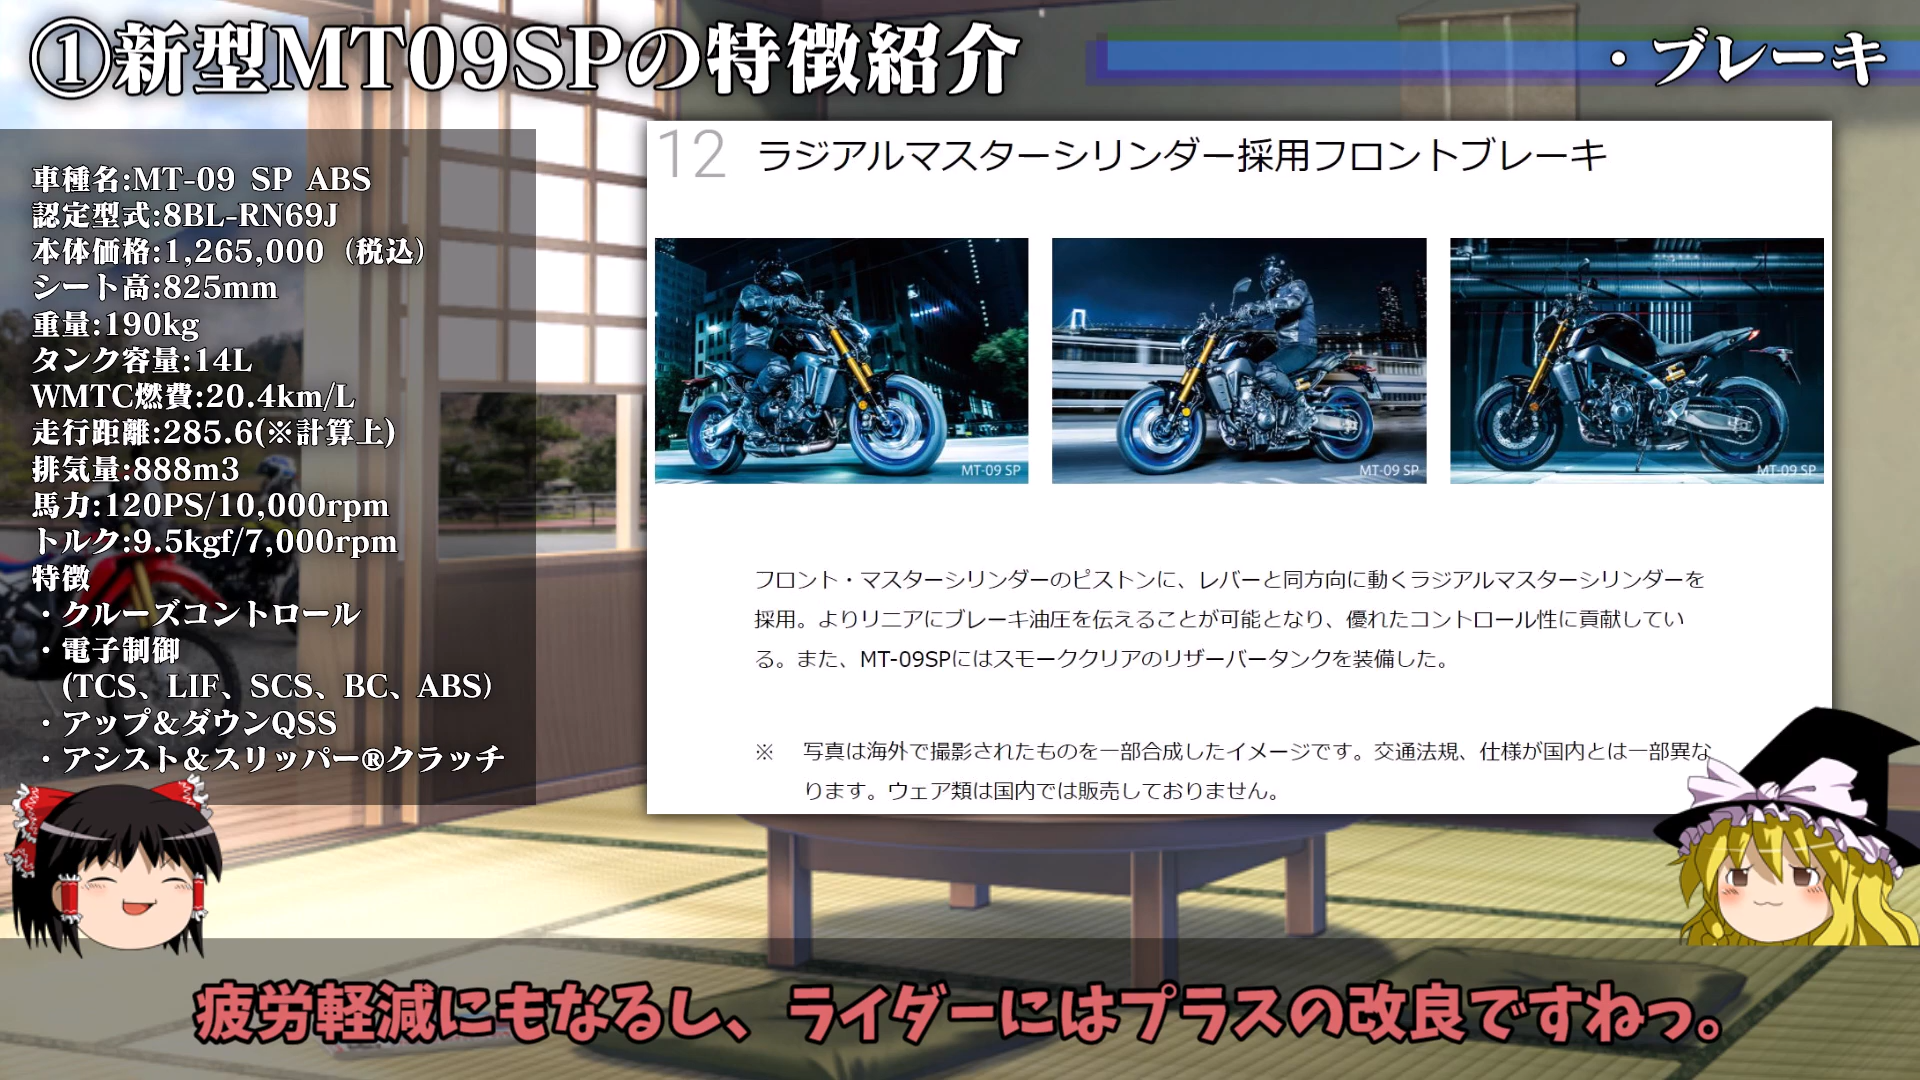 ①新型MT09SPの特徴紹介
・ブレーキ
車種名:MT-09 SP ABS
認定型式:8BL-RN69J
本体価格:1,265,000（税込）
シート高:825mm
重量:190kg
タンク容量:14L
WMTC燃費:20.4km/L
走行距離:285.6(※計算上)
排気量:888m3
馬力:120PS/10,000rpm
トルク:9.5kgf/7,000rpm
特徴
・クルーズコントロール
・電子制御
(TCS、LIF、SCS、BC、ABS）
・アップ＆ダウンQSS
・アシスト＆スリッパー®クラッチ
12 ラジアルマスターシリンダー採用フロントブレーキ
MT-09 SP
MT-09 SP
MT-09 SP
フロント・マスターシリンダーのピストンに、レバーと同方向に動くラジアルマスターシリンダーを
採用。よりリニアにブレーキ油圧を伝えることが可能となり、優れたコントロール性に貢献してい
る。また、MT-09SPにはスモーククリアのリザーバータンクを装備した。
※ 写真は海外で撮影されたものを一部合成したイメージです。交通法規、仕様が国内とは一部異な
ります。ウェア類は国内では販売しておりません。
疲労軽減にもなるし、ライダーにはプラスの改良ですねっ。